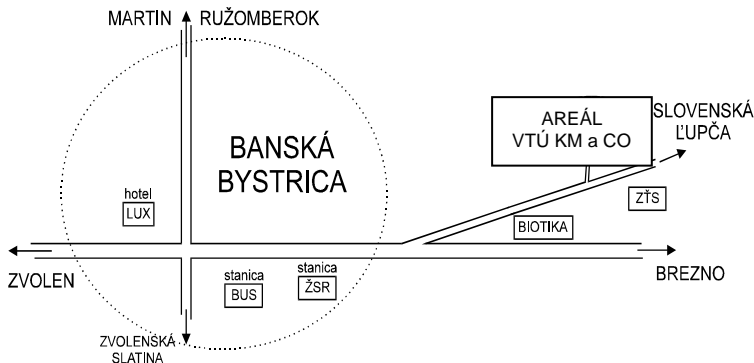 MARTIN RUŽOMBEROK
AREÁL
VTÚ KM a CO
SLOVENSKÁ
ĽUPČA
BANSKÁ
BYSTRICA
hotel
LUX
ZŤS
BIOTIKA
ZVOLEN
stanica
BUS
stanica
ŽSR
BREZNO
ZVOLENSKÁ
SLATINA